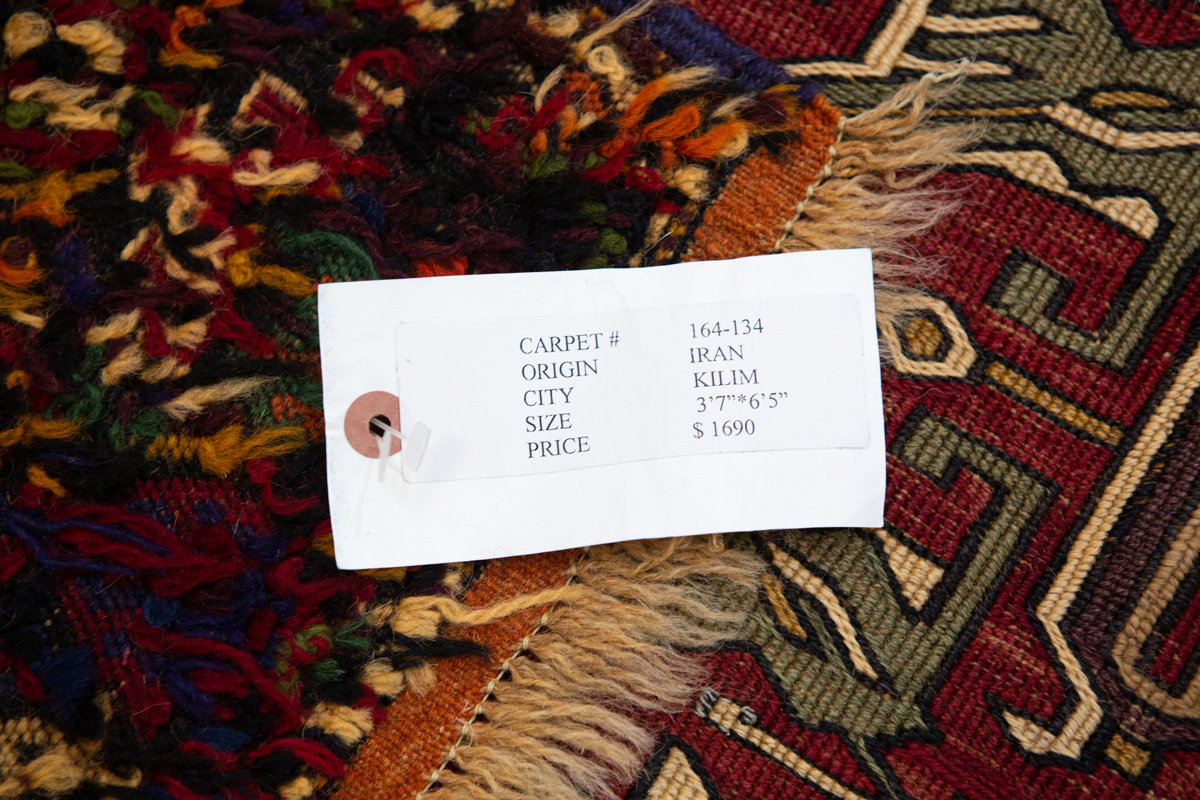 CARPET # 164-134
ORIGIN IRAN
CITY KILIM
SIZE 3’7”*6’5”
PRICE $ 1690